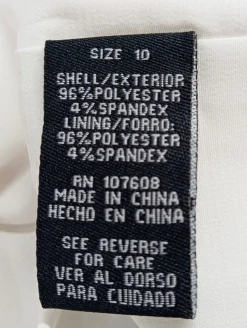 SIZE 10
SHELL/EXTERIOR
96%POLYESTER
4%SPANDEX
LINING/FORRO:
96%POLYESTER
4%SPANDEX
RN 107608
MADE IN CHINA
HECHO EN CHINA
SEE REVERSE
FOR CARE
VER AL DORSO
PARA CUIDADO